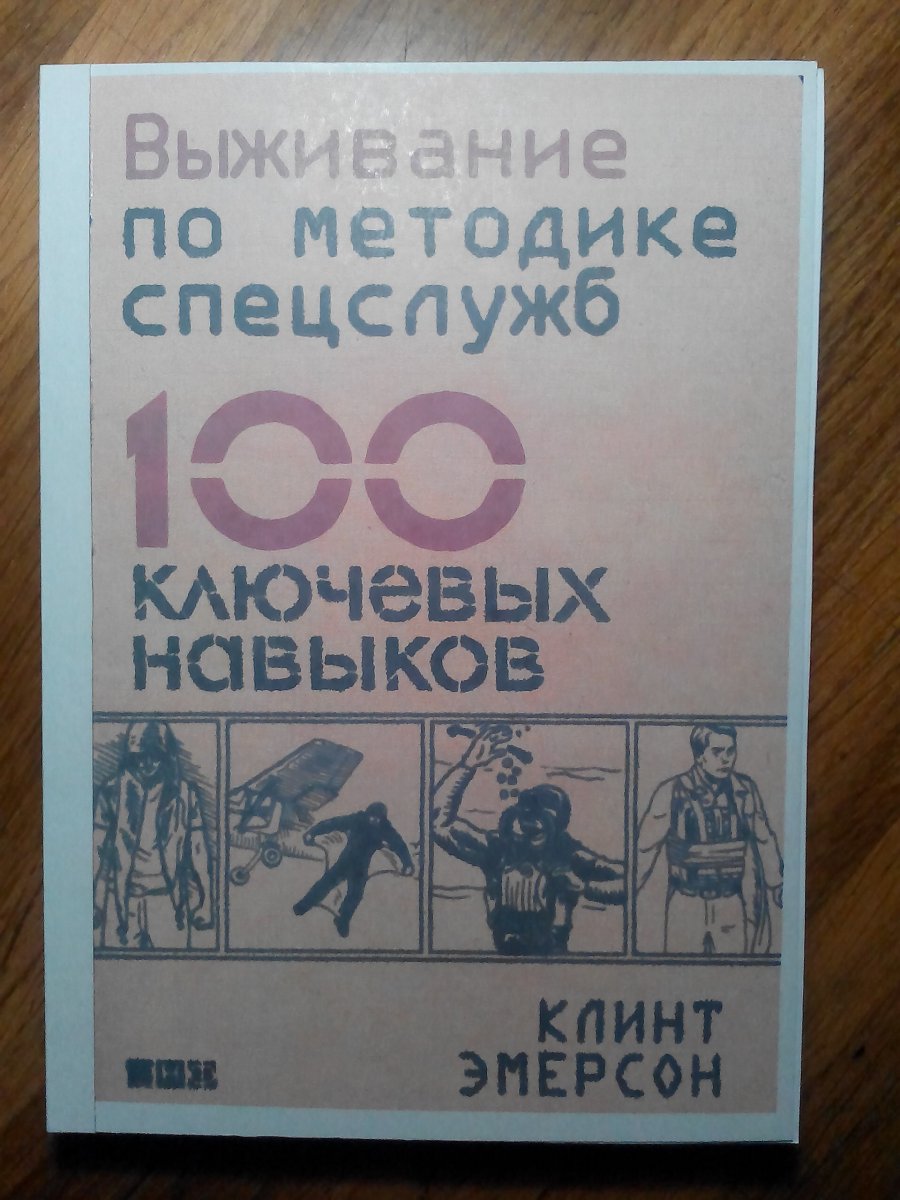 Выживание
по методике
спецслужб
100
ключевых
навыков
КЛИНТ
ЭМЕРСОН